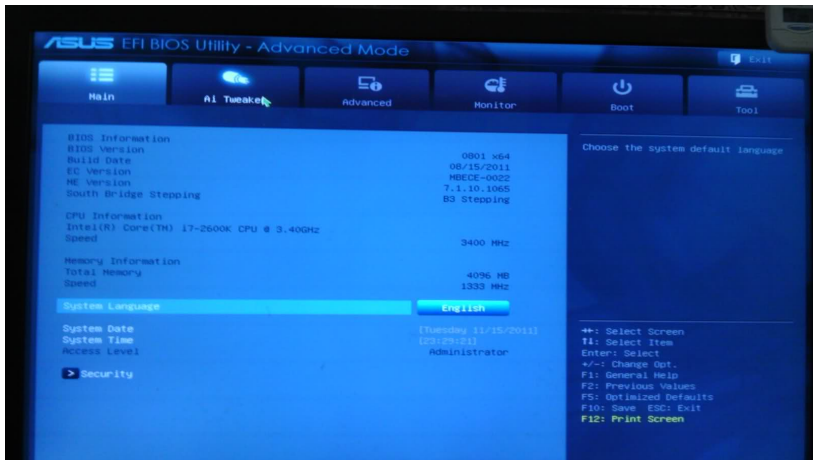 ASUS EFI BIOS Utility - Advanced Mode
Exit
Main
Ai Tweaker
Advanced
Monitor
Boot
Tool
BIOS Information
BIOS Version 0801 x64
Build Date 08/15/2011
EC Version MBECE-0022
ME Version 7.1.10.1065
South Bridge Stepping B3 Stepping
CPU Information
Intel(R) Core(TM) i7-2600K CPU @ 3.40GHz
Speed 3400 MHz
Memory Information
Total Memory 4096 MB
Speed 1333 MHz
System Language English
System Date [Tuesday 11/15/2011]
System Time [23:29:21]
Access Level Administrator
> Security
Choose the system default language
→←: Select Screen
↑↓: Select Item
Enter: Select
+/-: Change Opt.
F1: General Help
F2: Previous Values
F5: Optimized Defaults
F10: Save ESC: Exit
F12: Print Screen